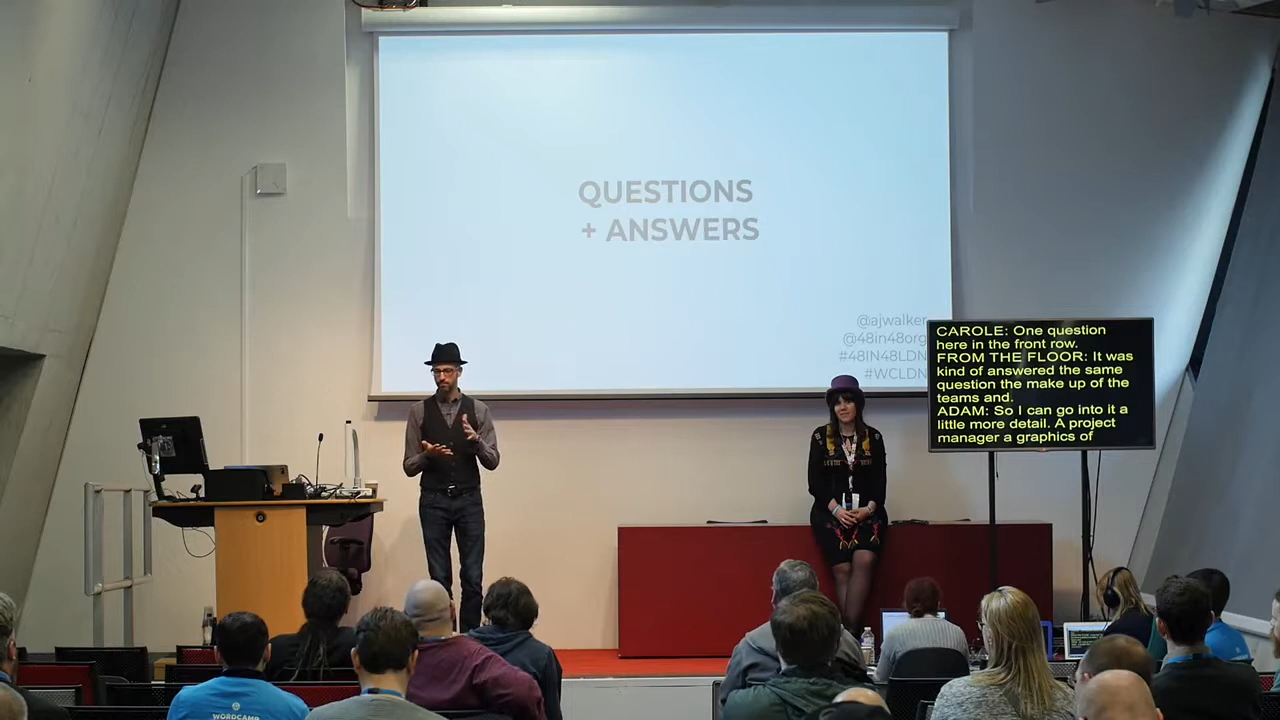 QUESTIONS
+ ANSWERS
@ajwalker
@48in48org
#48IN48LDN
#WCLDN
CAROLE: One question
here in the front row.
FROM THE FLOOR: It was
kind of answered the same
question the make up of the
teams and.
ADAM: So I can go into it a
little more detail. A project
manager a graphics of
WORDCAMP